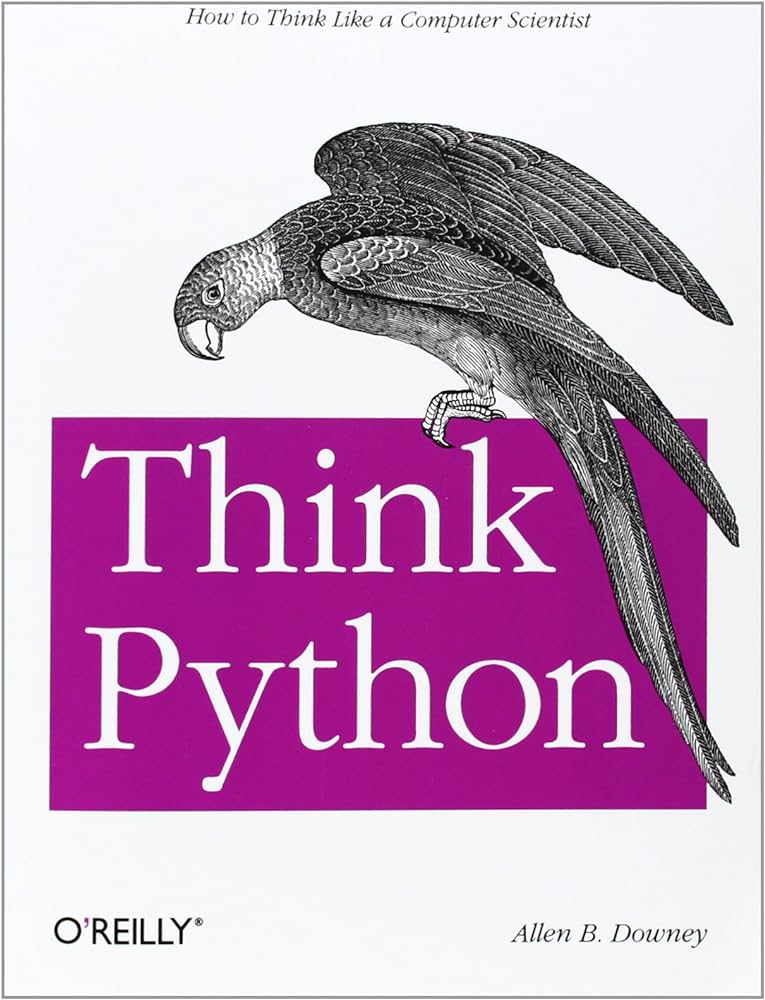 How to Think Like a Computer Scientist
Think
Python
O'REILLY®
Allen B. Downey